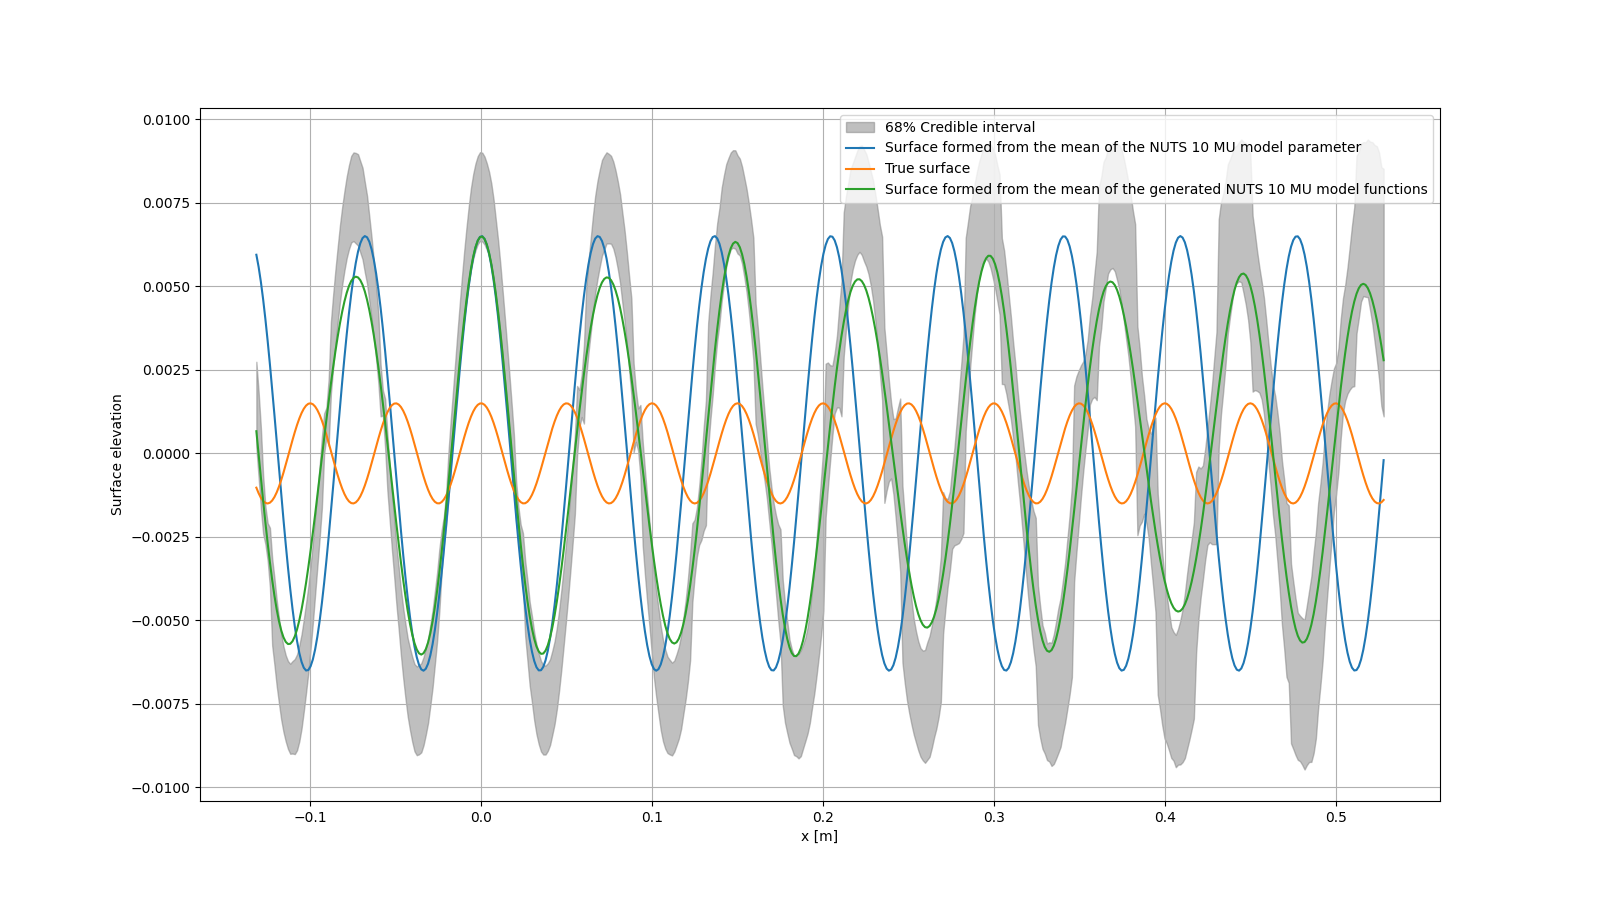 68% Credible interval
Surface formed from the mean of the NUTS 10 MU model parameter
True surface
Surface formed from the mean of the generated NUTS 10 MU model functions
0.0100
0.0075
0.0050
0.0025
0.0000
−0.0025
−0.0050
−0.0075
−0.0100
Surface elevation
−0.1 0.0 0.1 0.2 0.3 0.4 0.5
x [m]